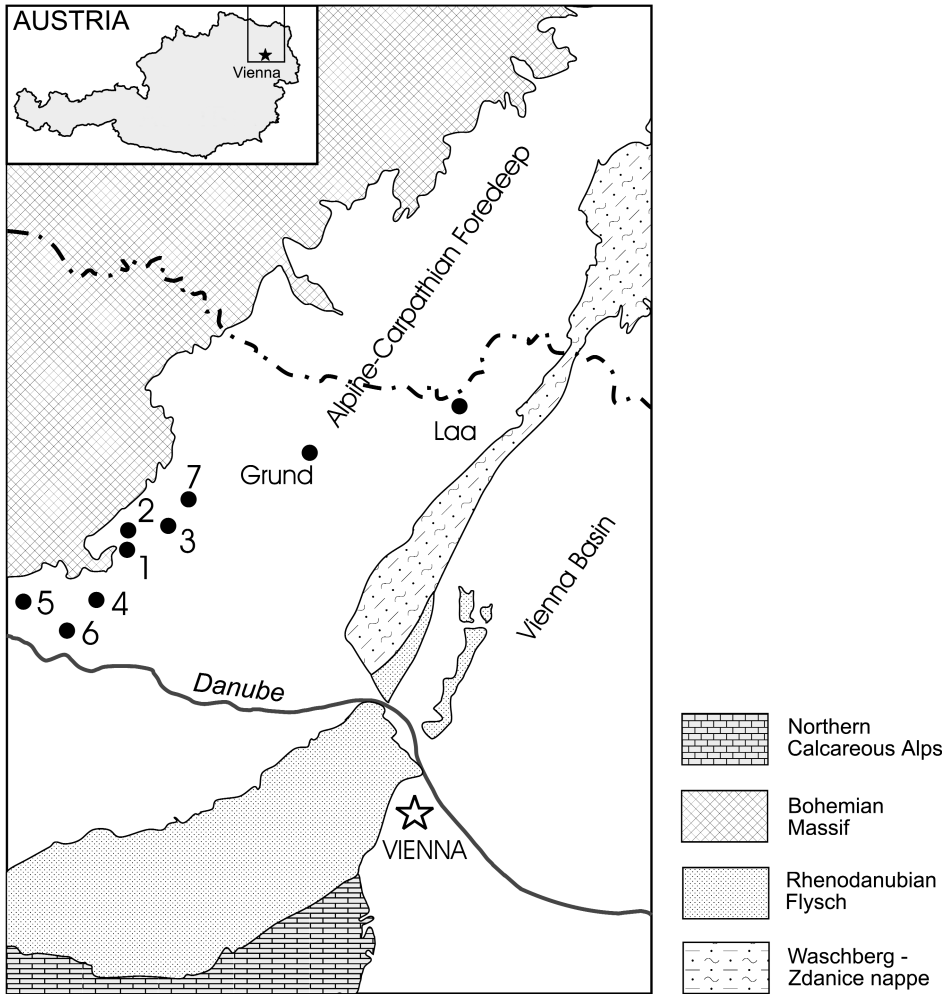 AUSTRIA
Vienna
Alpine-Carpathian Foredeep
Laa
Grund
7
2
3
1
5
4
6
Vienna Basin
Danube
VIENNA
Northern
Calcareous Alps
Bohemian
Massif
Rhenodanubian
Flysch
Waschberg -
Zdanice nappe